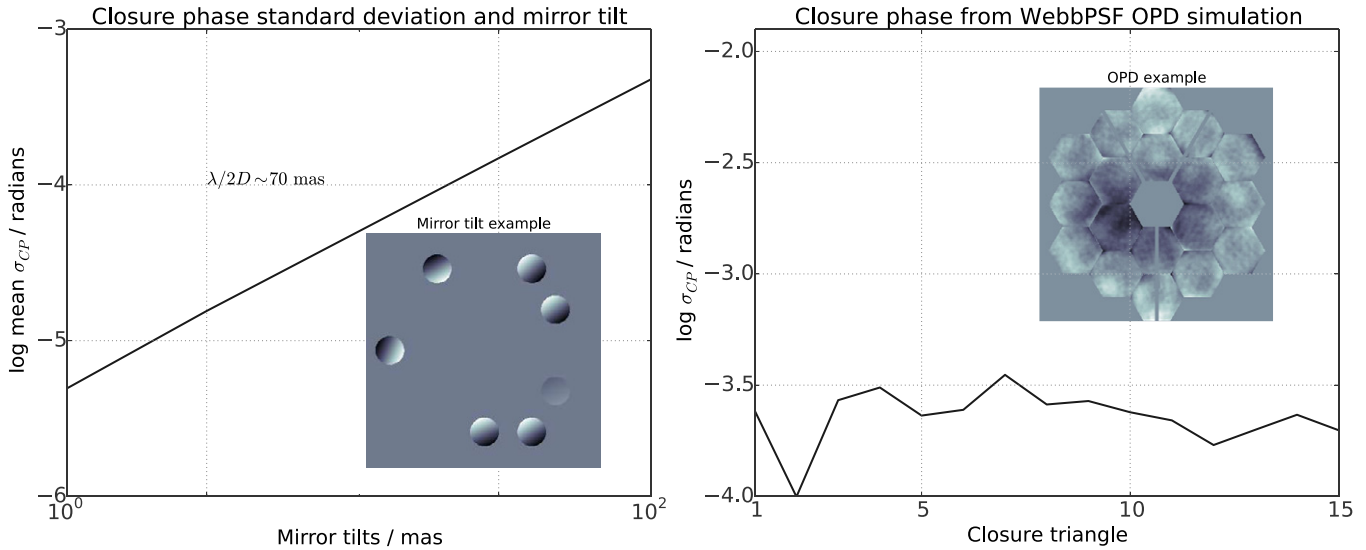 Closure phase standard deviation and mirror tilt
−3
−4
−5
−6
log mean σ_CP / radians
λ/2D ~ 70 mas
Mirror tilt example
10^0
10^2
Mirror tilts / mas
Closure phase from WebbPSF OPD simulation
−2.0
−2.5
−3.0
−3.5
−4.0
log σ_CP / radians
OPD example
1
5
10
15
Closure triangle